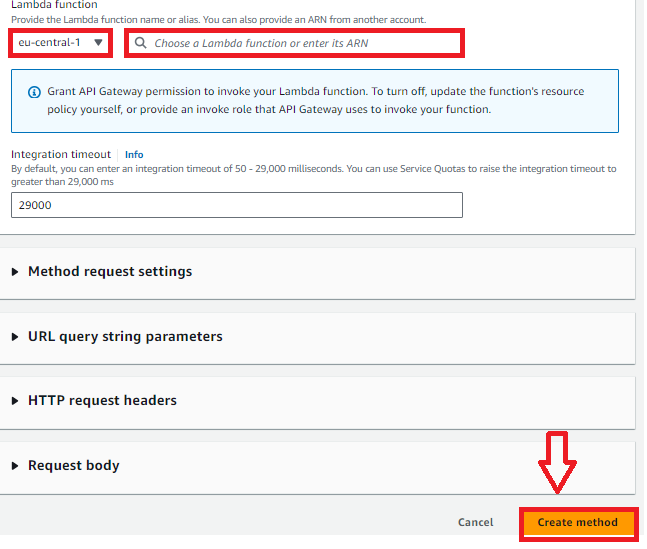 Lambda function
Provide the Lambda function name or alias. You can also provide an ARN from another account.
eu-central-1 Choose a Lambda function or enter its ARN
Grant API Gateway permission to invoke your Lambda function. To turn off, update the function's resource
policy yourself, or provide an invoke role that API Gateway uses to invoke your function.
Integration timeout Info
By default, you can enter an integration timeout of 50 - 29,000 milliseconds. You can use Service Quotas to raise the integration timeout to
greater than 29,000 ms
29000
Method request settings
URL query string parameters
HTTP request headers
Request body
Cancel Create method